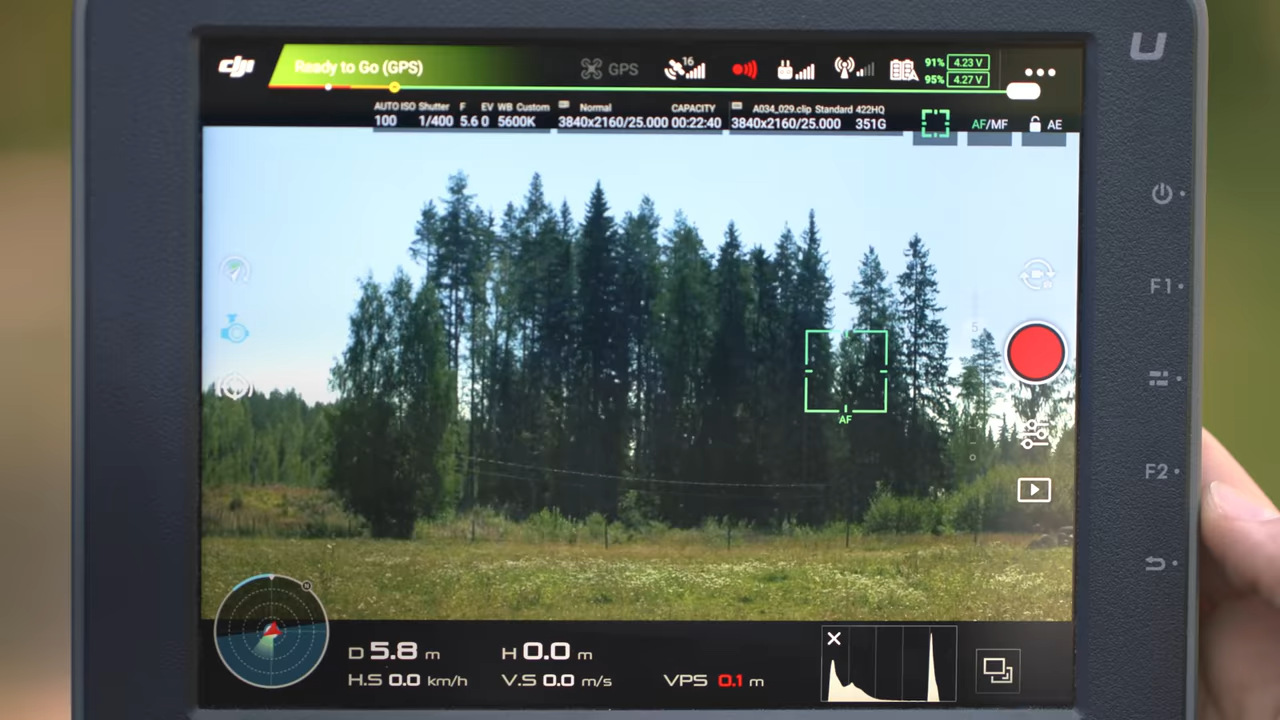 dji
Ready to Go (GPS)
GPS
16
91% 4.23 V
95% 4.27 V
AUTO ISO Shutter F EV WB Custom
100 1/400 5.6 0 5600K
Normal CAPACITY
3840x2160/25.000 00:22:40
A034_029.clip Standard 422HQ
3840x2160/25.000 351G
AF/MF
AE
5
AF
N
D 5.8 m
H 0.0 m
H.S 0.0 km/h
V.S 0.0 m/s
VPS 0.1 m
F1
F2